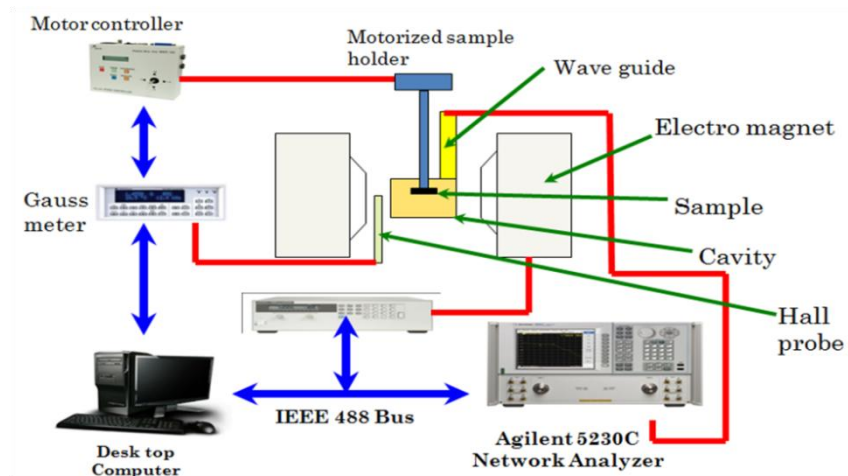 Motor controller
Motorized sample
holder
Wave guide
Electro magnet
Gauss
meter
Sample
Cavity
Hall
probe
IEEE 488 Bus
Desk top
Computer
Agilent 5230C
Network Analyzer